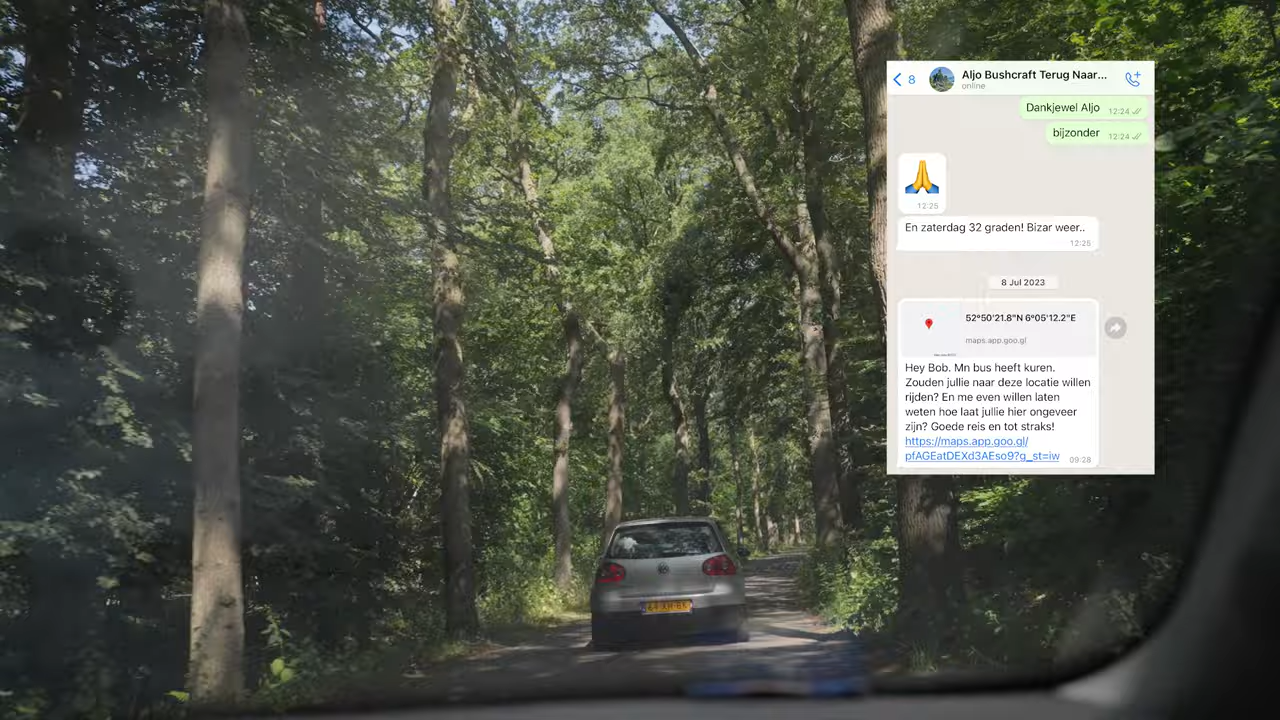 8
Aljo Bushcraft Terug Naar...
online
Dankjewel Aljo 12:24
bijzonder 12:24
12:25
En zaterdag 32 graden! Bizar weer..
12:25
8 Jul 2023
52°50'21.8"N 6°05'12.2"E
maps.app.goo.gl
Hey Bob. Mn bus heeft kuren.
Zouden jullie naar deze locatie willen
rijden? En me even willen laten
weten hoe laat jullie hier ongeveer
zijn? Goede reis en tot straks!
https://maps.app.goo.gl/
pfAGEatDEXd3AEso9?g_st=iw 09:28